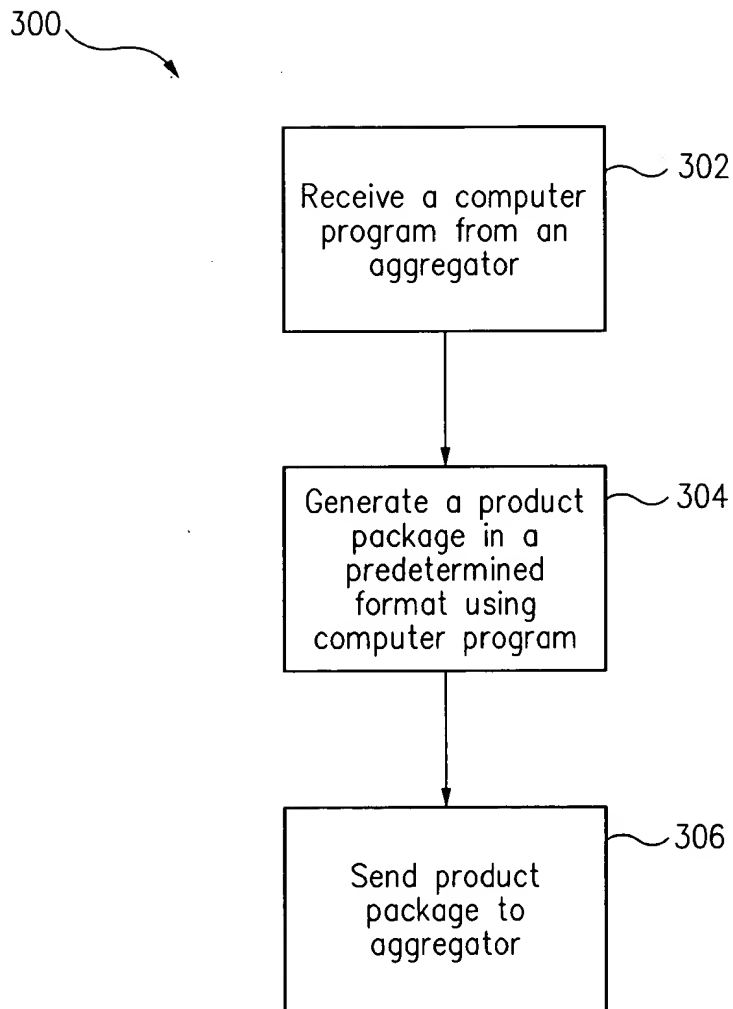 300
302
Receive a computer
program from an
aggregator
304
Generate a product
package in a
predetermined
format using
computer program
306
Send product
package to
aggregator